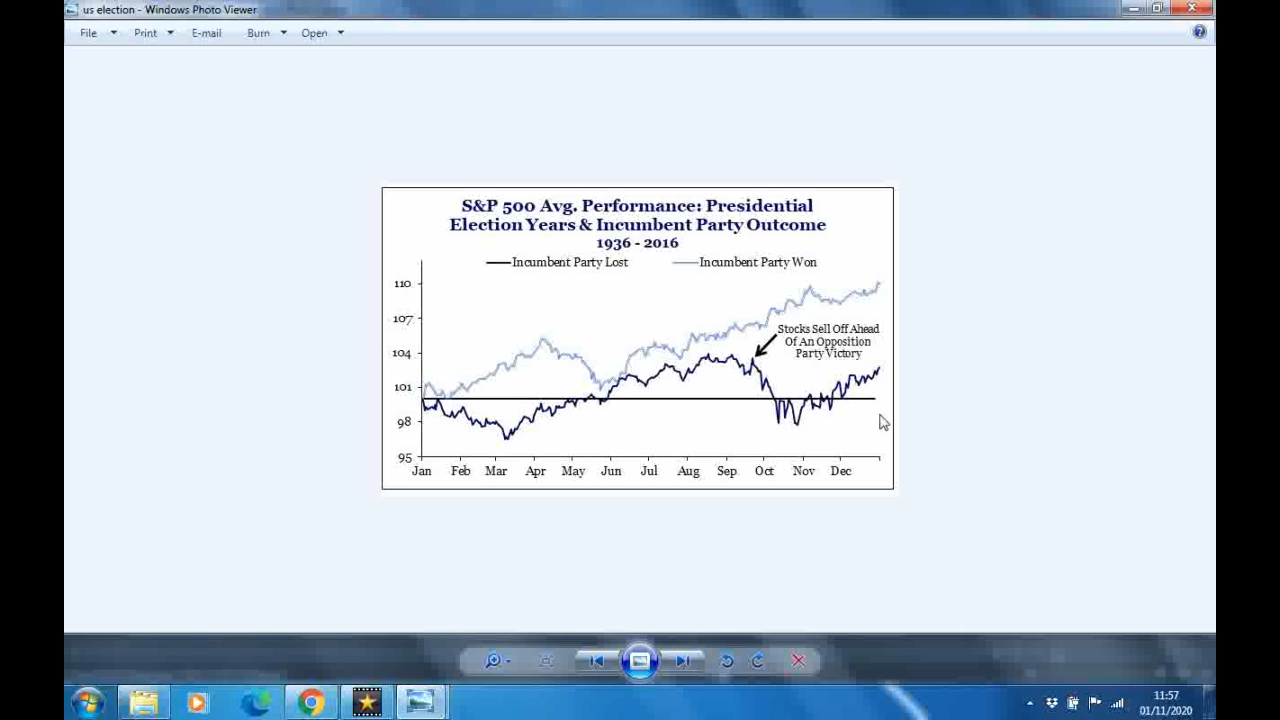 us election - Windows Photo Viewer
File Print E-mail Burn Open
S&P 500 Avg. Performance: Presidential
Election Years & Incumbent Party Outcome
1936 - 2016
Incumbent Party Lost Incumbent Party Won
110
107
104
101
98
95
Stocks Sell Off Ahead
Of An Opposition
Party Victory
Jan Feb Mar Apr May Jun Jul Aug Sep Oct Nov Dec
11:57
01/11/2020